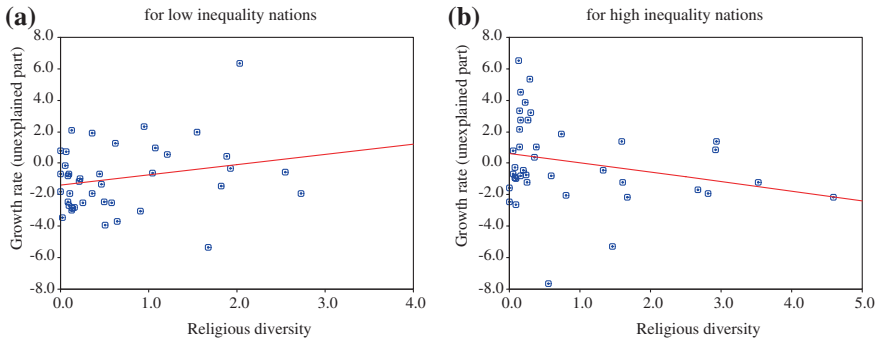 (a)
for low inequality nations
Growth rate (unexplained part)
8.0
6.0
4.0
2.0
0.0
-2.0
-4.0
-6.0
-8.0
0.0 1.0 2.0 3.0 4.0
Religious diversity
(b)
for high inequality nations
Growth rate (unexplained part)
8.0
6.0
4.0
2.0
0.0
-2.0
-4.0
-6.0
-8.0
0.0 1.0 2.0 3.0 4.0 5.0
Religious diversity